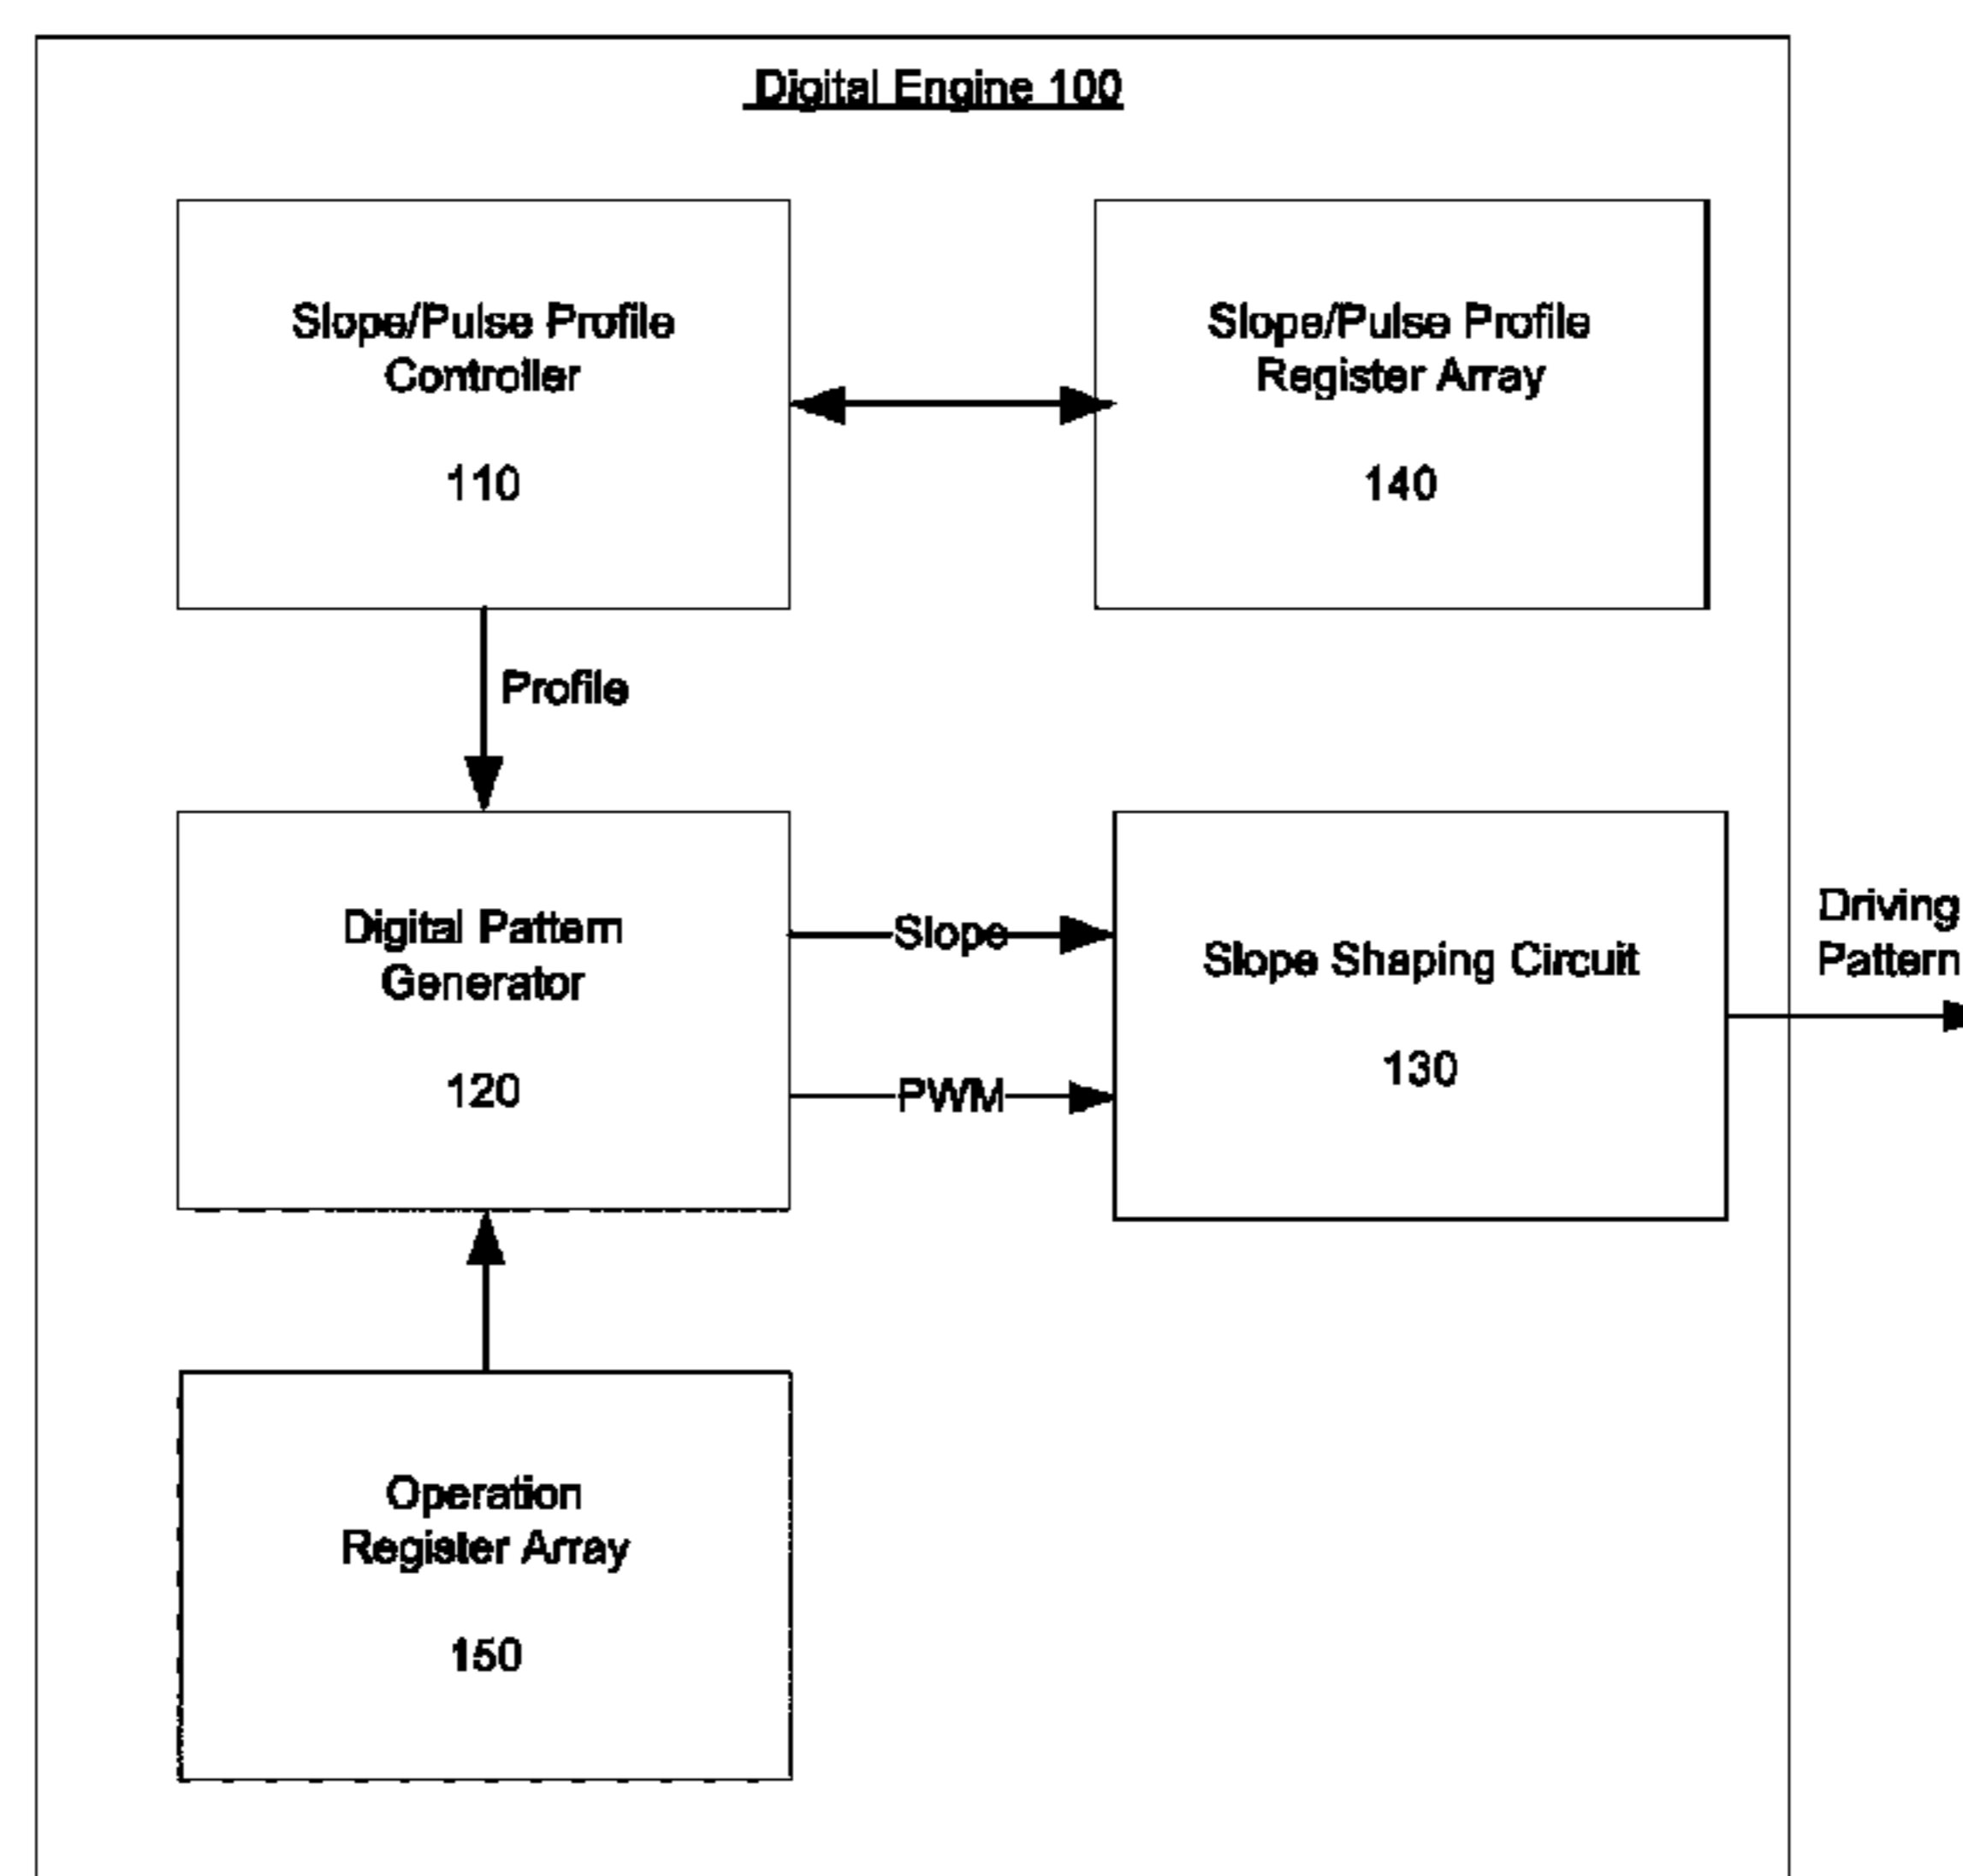 Digital Engine 100
Slope/Pulse Profile
Controller
110
Slope/Pulse Profile
Register Array
140
Profile
Digital Pattern
Generator
120
Slope
PWM
Slope Shaping Circuit
130
Driving
Pattern
Operation
Register Array
150